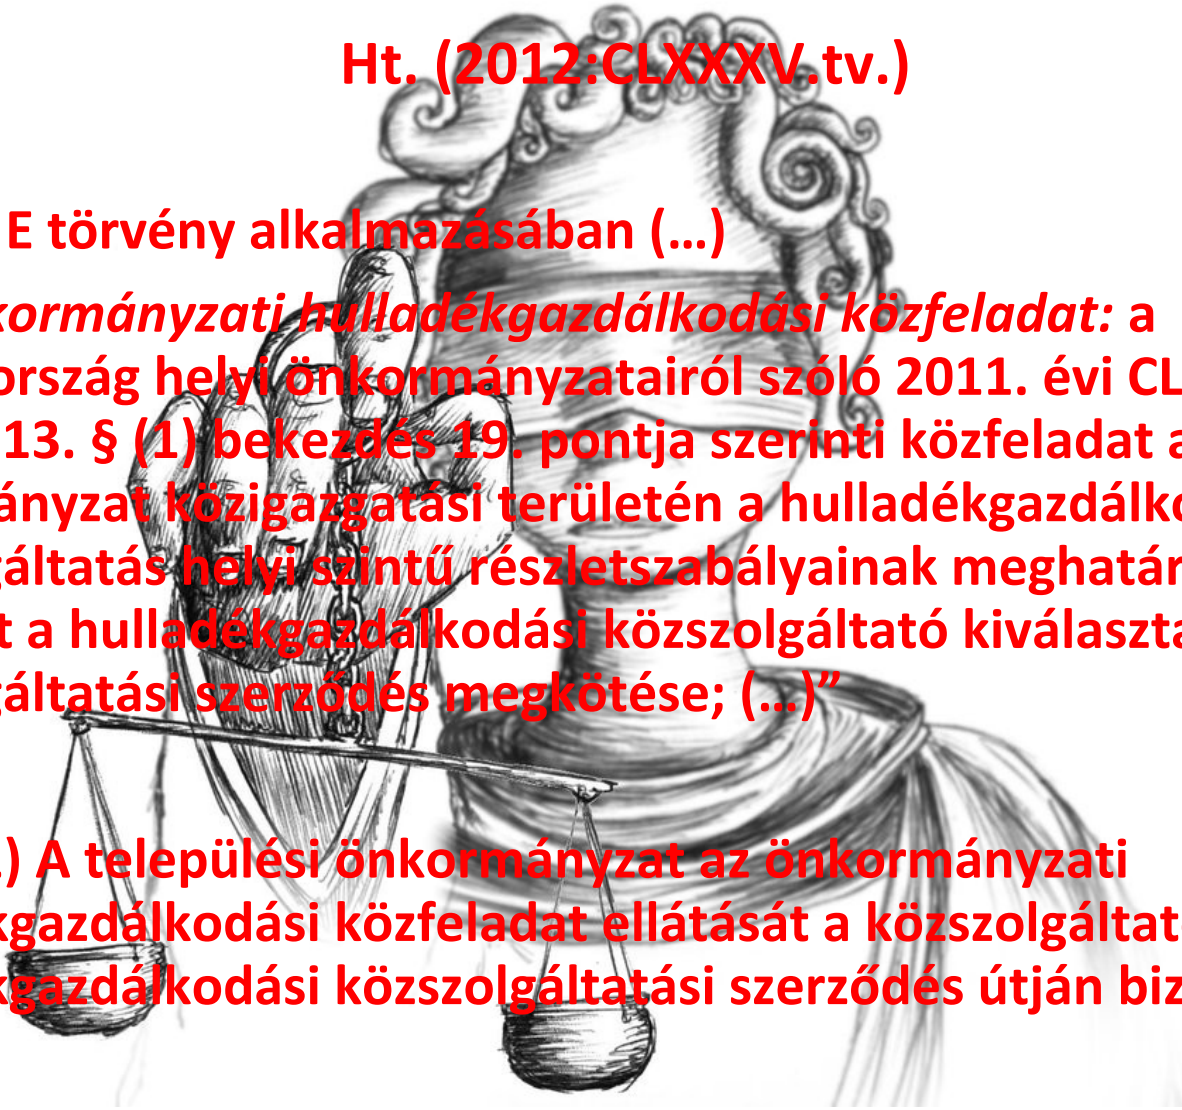 Ht. (2012:CLXXXV.tv.)
E törvény alkalmazásában (…)
kormányzati hulladékgazdálkodási közfeladat: a
ország helyi önkormányzatairól szóló 2011. évi CL
13. § (1) bekezdés 19. pontja szerinti közfeladat a
ányzat közigazgatási területén a hulladékgazdálko
gáltatás helyi szintű részletszabályainak meghatár
t a hulladékgazdálkodási közszolgáltató kiválasztá
gáltatási szerződés megkötése; (…)”
.) A települési önkormányzat az önkormányzati
kgazdálkodási közfeladat ellátását a közszolgáltat
kgazdálkodási közszolgáltatási szerződés útján biz